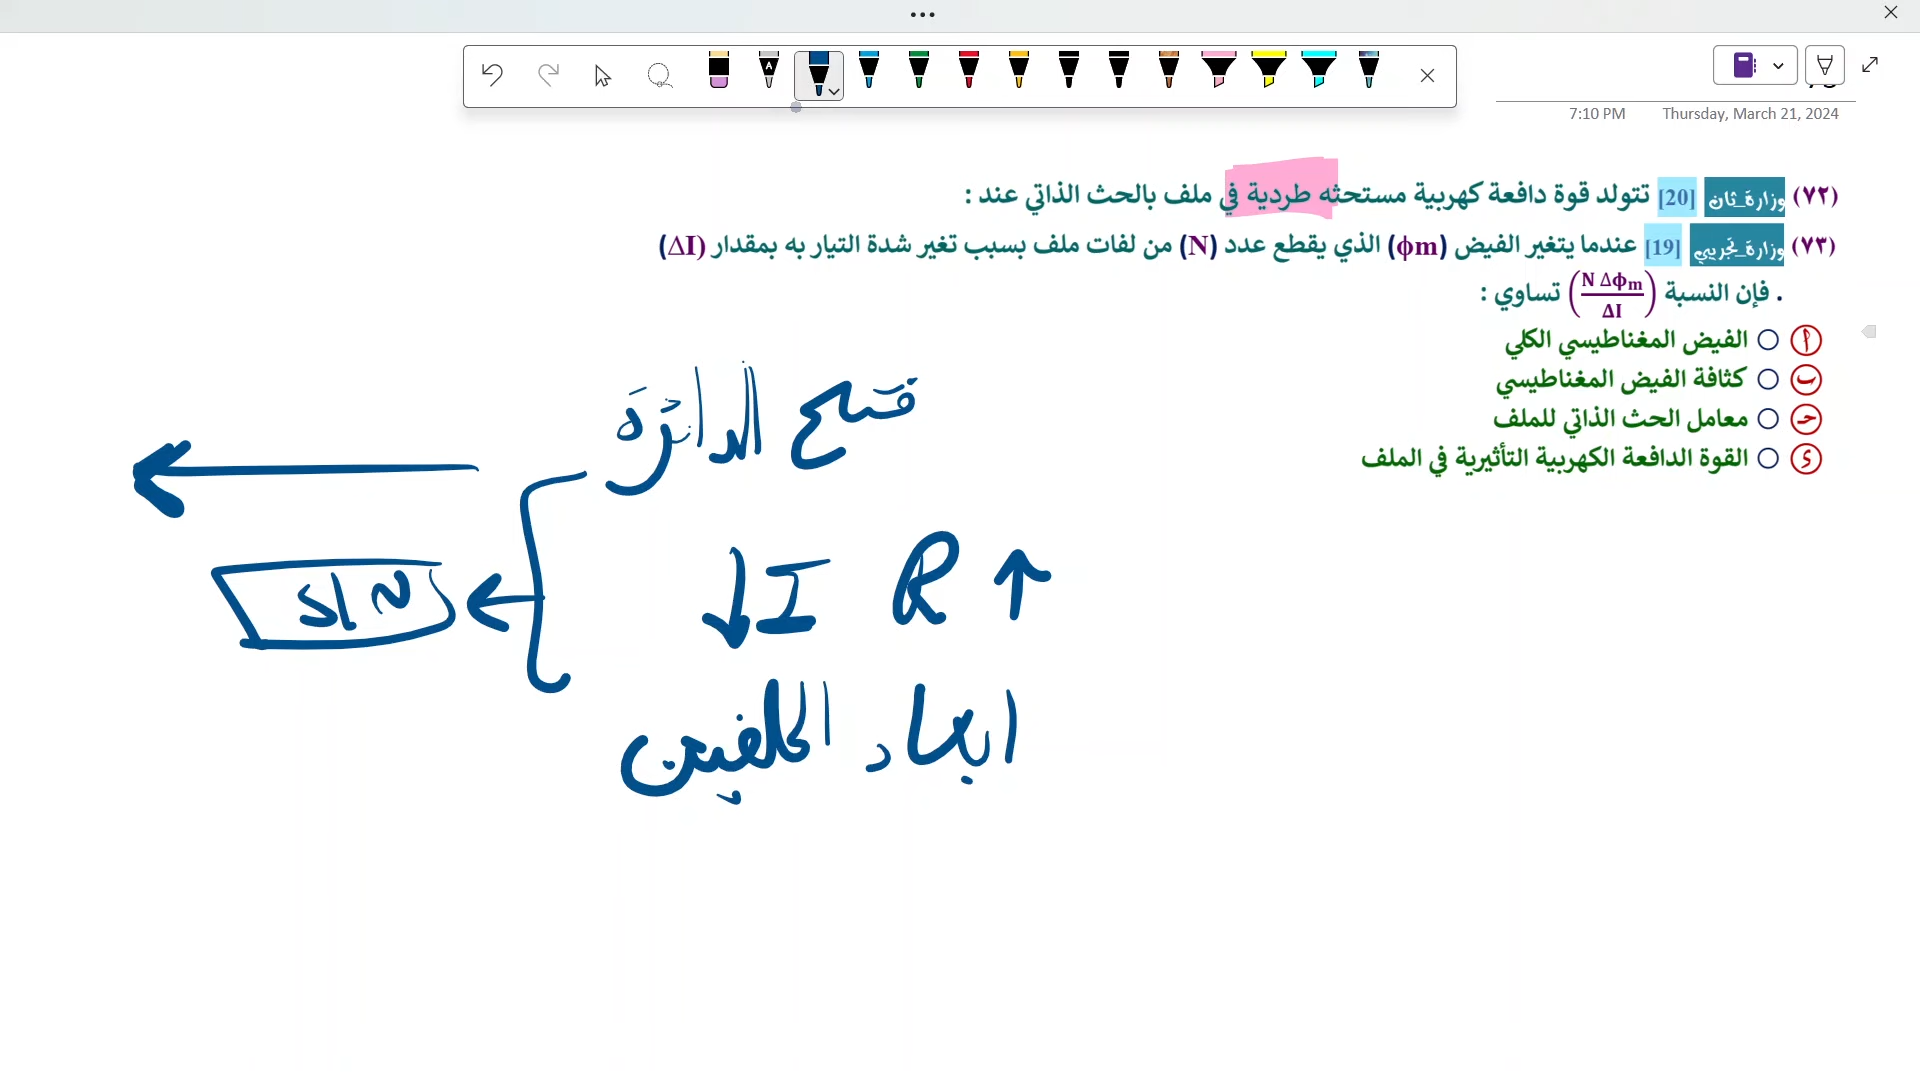 7:10 PM Thursday, March 21, 2024
(٧٢) وزارة_ثان [20] تتولد قوة دافعة كهربية مستحثه طردية في ملف بالحث الذاتي عند :
(٧٣) وزارة_تجريبي [19] عندما يتغير الفيض (ϕm) الذي يقطع عدد (N) من لفات ملف بسبب تغير شدة التيار به بمقدار (ΔI)
. فإن النسبة (N Δϕm / ΔI) تساوي :
أ الفيض المغناطيسي الكلي
ب كثافة الفيض المغناطيسي
جـ معامل الحث الذاتي للملف
د القوة الدافعة الكهربية التأثيرية في الملف
فتح الدائرة
↓I R↑
ابعاد الملفين